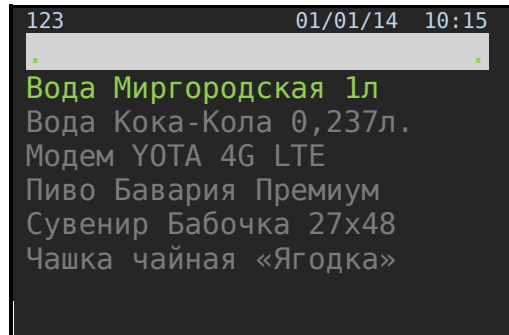 123 01/01/14 10:15
. .
Вода Миргородская 1л
Вода Кока-Кола 0,237л.
Модем YOTA 4G LTE
Пиво Бавария Премиум
Сувенир Бабочка 27х48
Чашка чайная «Ягодка»